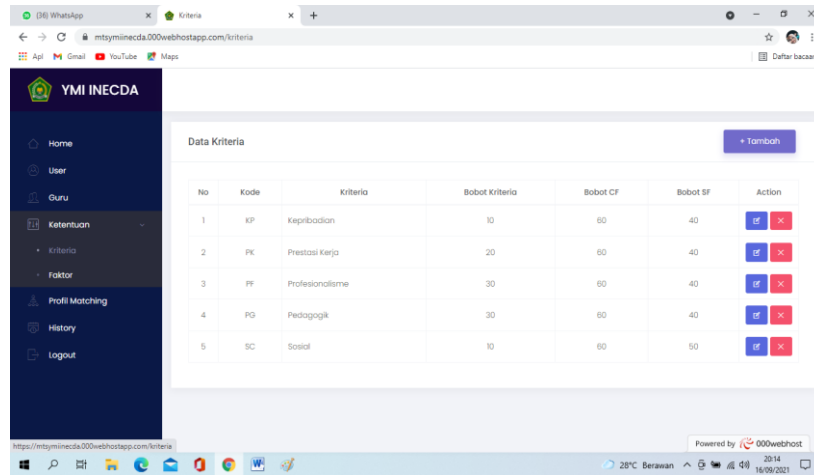 (36) WhatsApp
Kriteria
mtsymiinecda.000webhostapp.com/kriteria
Apl Gmail YouTube Maps Daftar bacaan
YMI INECDA
Home
User
Guru
Ketentuan
Kriteria
Faktor
Profil Matching
History
Logout
Data Kriteria
+ Tambah
No Kode Kriteria Bobot Kriteria Bobot CF Bobot SF Action
1 KP Kepribadian 10 60 40
2 PK Prestasi Kerja 20 60 40
3 PF Profesionalisme 30 60 40
4 PG Pedagogik 30 60 40
5 SC Sosial 10 60 50
Powered by 000webhost
https://mtsymiinecda.000webhostapp.com/kriteria
28°C Berawan
20:14
16/09/2021